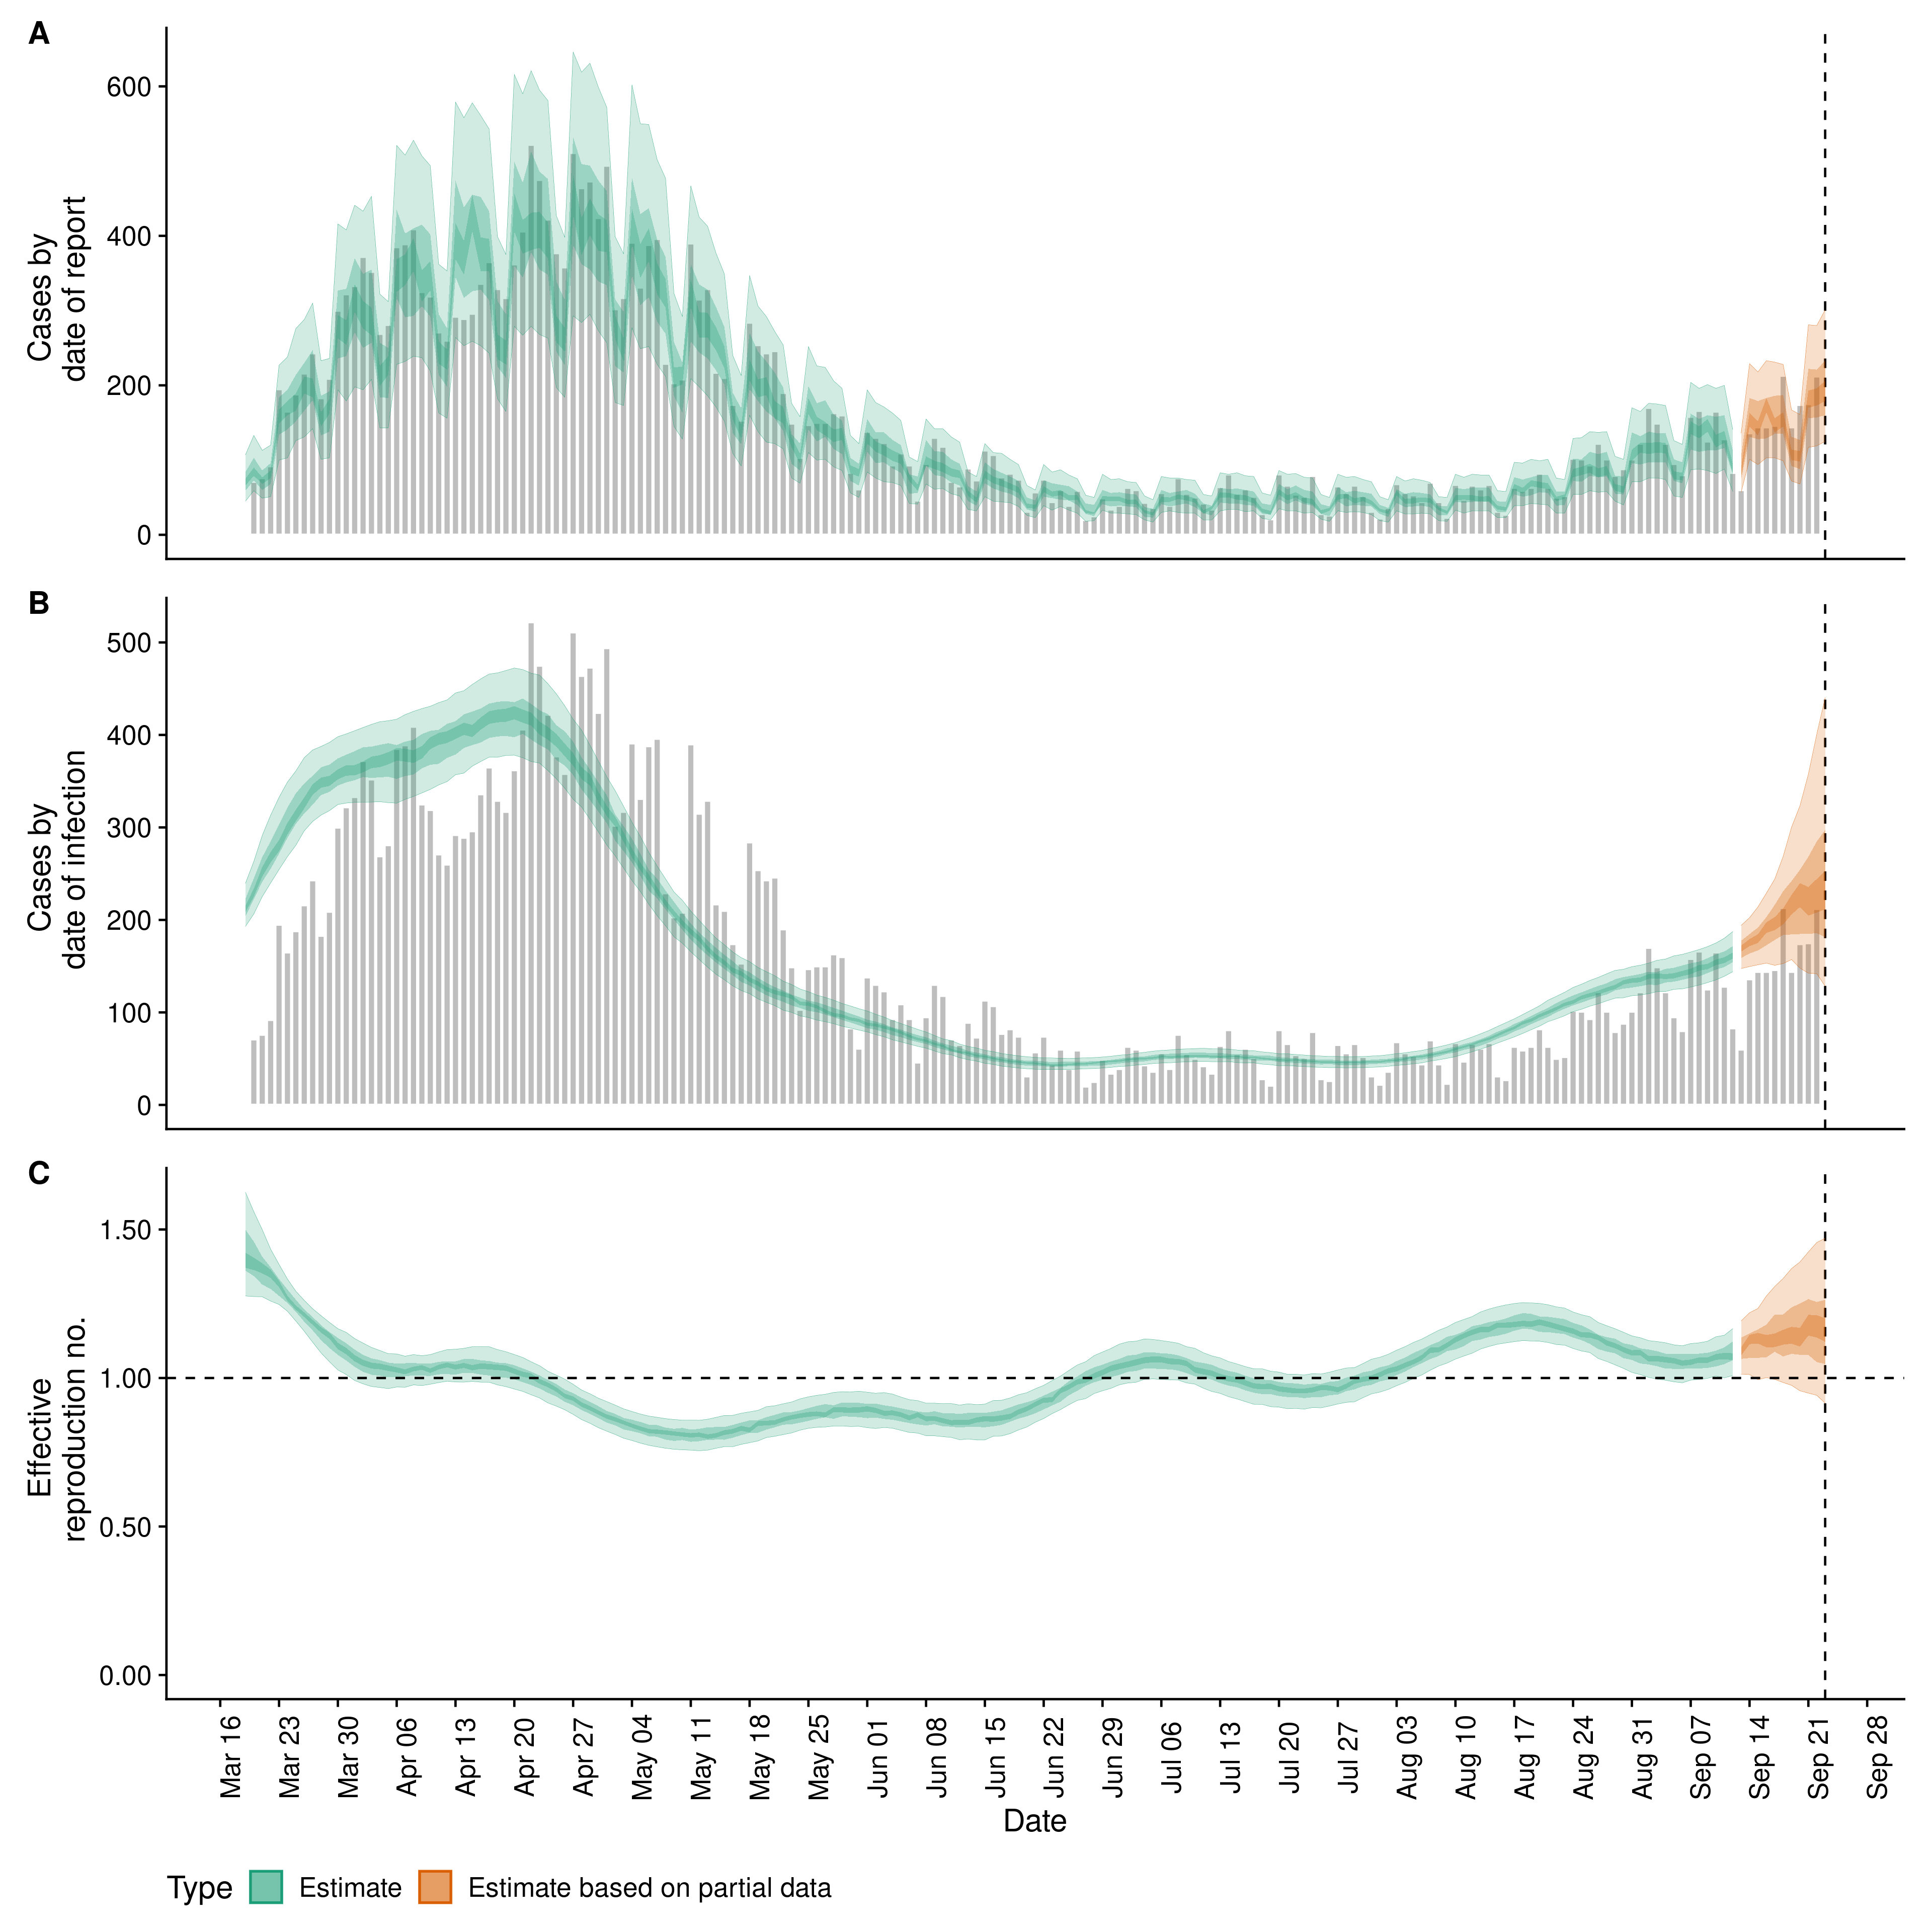 A
Cases by
date of report
600
400
200
0
B
Cases by
date of infection
500
400
300
200
100
0
C
Effective
reproduction no.
1.50
1.00
0.50
0.00
Mar 16
Mar 23
Mar 30
Apr 06
Apr 13
Apr 20
Apr 27
May 04
May 11
May 18
May 25
Jun 01
Jun 08
Jun 15
Jun 22
Jun 29
Jul 06
Jul 13
Jul 20
Jul 27
Aug 03
Aug 10
Aug 17
Aug 24
Aug 31
Sep 07
Sep 14
Sep 21
Sep 28
Date
Type Estimate Estimate based on partial data